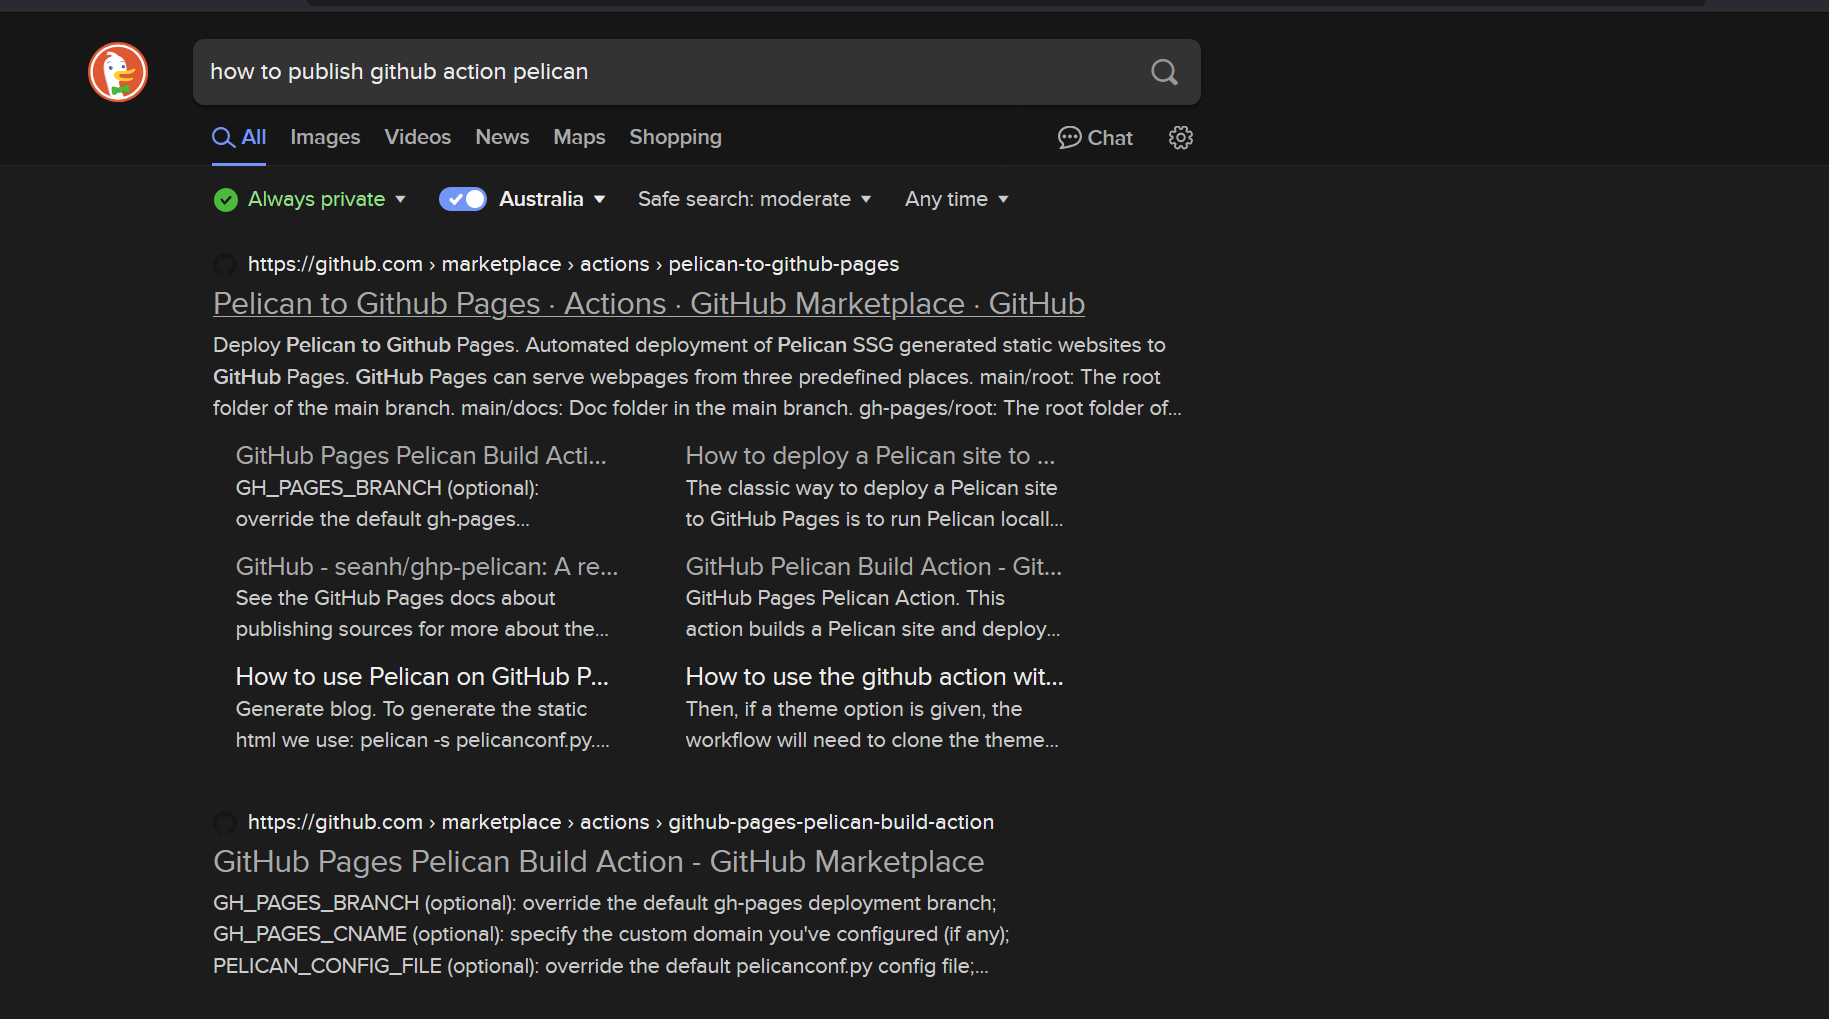 how to publish github action pelican
All Images Videos News Maps Shopping Chat
Always private Australia Safe search: moderate Any time
https://github.com › marketplace › actions › pelican-to-github-pages
Pelican to Github Pages · Actions · GitHub Marketplace · GitHub
Deploy Pelican to Github Pages. Automated deployment of Pelican SSG generated static websites to
GitHub Pages. GitHub Pages can serve webpages from three predefined places. main/root: The root
folder of the main branch. main/docs: Doc folder in the main branch. gh-pages/root: The root folder of...
GitHub Pages Pelican Build Acti...
GH_PAGES_BRANCH (optional):
override the default gh-pages...
How to deploy a Pelican site to ...
The classic way to deploy a Pelican site
to GitHub Pages is to run Pelican locall...
GitHub - seanh/ghp-pelican: A re...
See the GitHub Pages docs about
publishing sources for more about the...
GitHub Pelican Build Action - Git...
GitHub Pages Pelican Action. This
action builds a Pelican site and deploy...
How to use Pelican on GitHub P...
Generate blog. To generate the static
html we use: pelican -s pelicanconf.py....
How to use the github action wit...
Then, if a theme option is given, the
workflow will need to clone the theme...
https://github.com › marketplace › actions › github-pages-pelican-build-action
GitHub Pages Pelican Build Action - GitHub Marketplace
GH_PAGES_BRANCH (optional): override the default gh-pages deployment branch;
GH_PAGES_CNAME (optional): specify the custom domain you've configured (if any);
PELICAN_CONFIG_FILE (optional): override the default pelicanconf.py config file;...